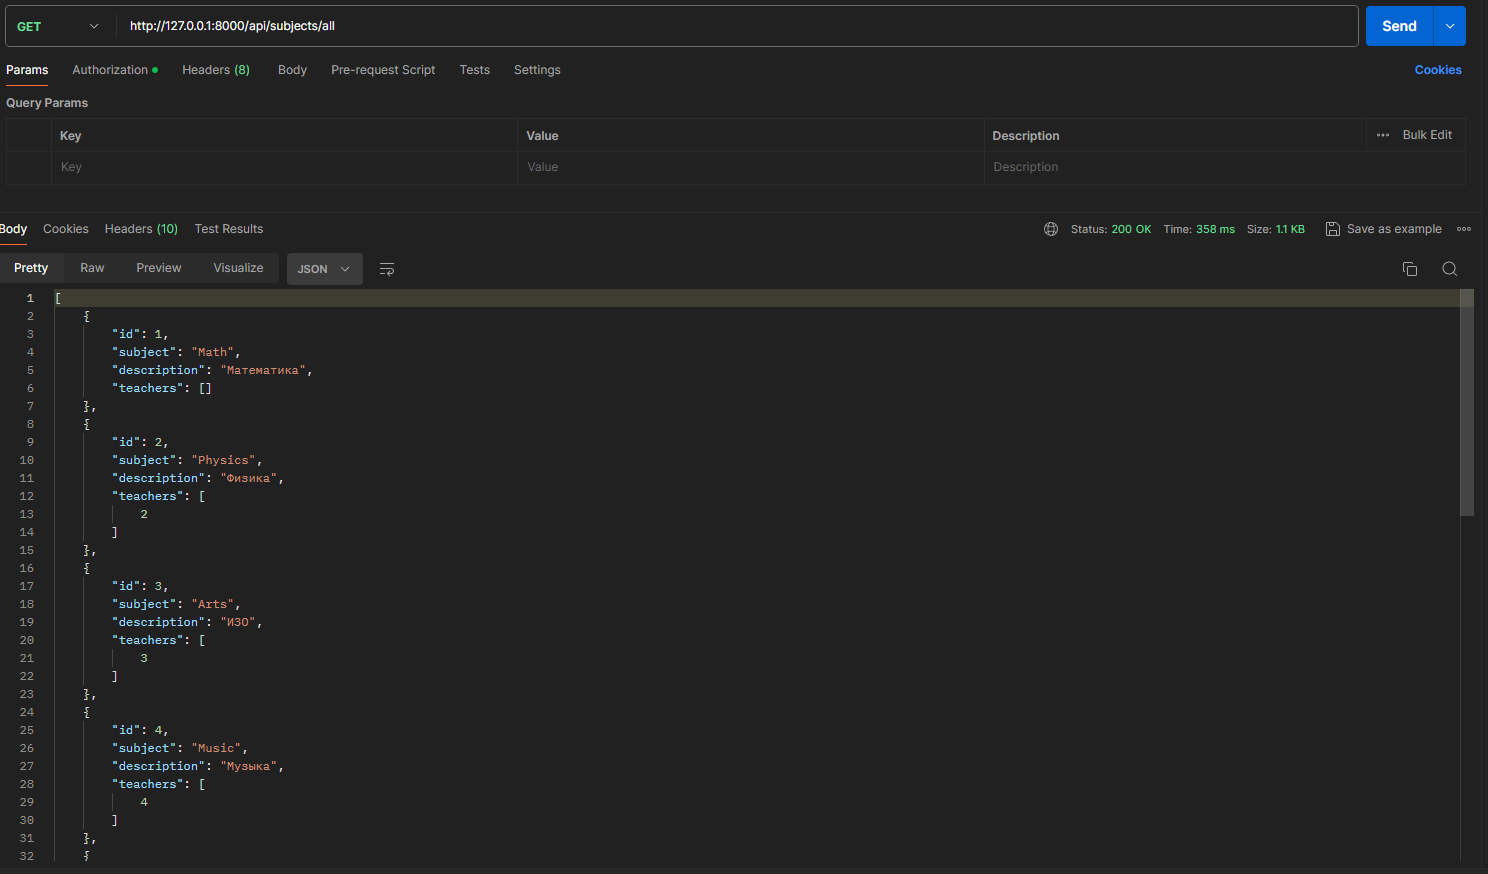 GET http://127.0.0.1:8000/api/subjects/all Send
Params Authorization Headers (8) Body Pre-request Script Tests Settings Cookies
Query Params
Key Value Description ••• Bulk Edit
Key Value Description
Body Cookies Headers (10) Test Results Status: 200 OK Time: 358 ms Size: 1.1 KB Save as example
Pretty Raw Preview Visualize JSON
1 [
2 {
3 "id": 1,
4 "subject": "Math",
5 "description": "Математика",
6 "teachers": []
7 },
8 {
9 "id": 2,
10 "subject": "Physics",
11 "description": "Физика",
12 "teachers": [
13 2
14 ]
15 },
16 {
17 "id": 3,
18 "subject": "Arts",
19 "description": "ИЗО",
20 "teachers": [
21 3
22 ]
23 },
24 {
25 "id": 4,
26 "subject": "Music",
27 "description": "Музыка",
28 "teachers": [
29 4
30 ]
31 },
32 {